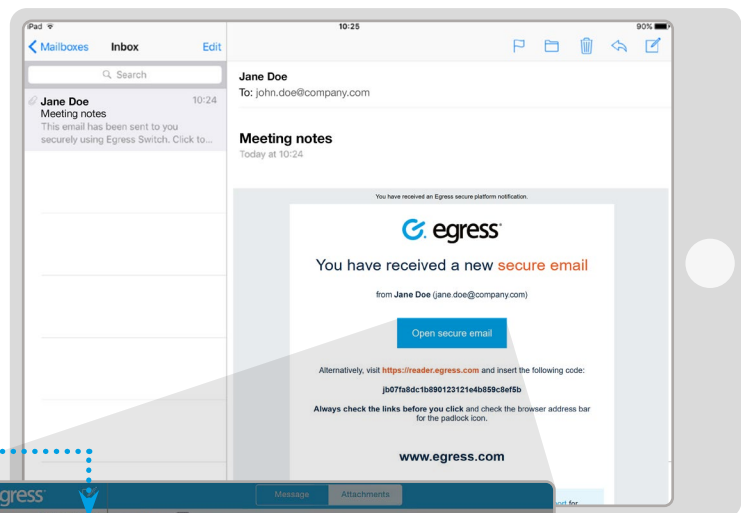 iPad 10:25 90%
Mailboxes Inbox Edit
Search
Jane Doe 10:24
Meeting notes
This email has been sent to you
securely using Egress Switch. Click to...
Jane Doe
To: john.doe@company.com
Meeting notes
Today at 10:24
You have received an Egress secure platform notification.
egress
You have received a new secure email
from Jane Doe (jane.doe@company.com)
Open secure email
Alternatively, visit https://reader.egress.com and insert the following code:
jb07fa8dc1b890123121e4b859c8ef5b
Always check the links before you click and check the browser address bar
for the padlock icon.
www.egress.com
Message Attachments
for